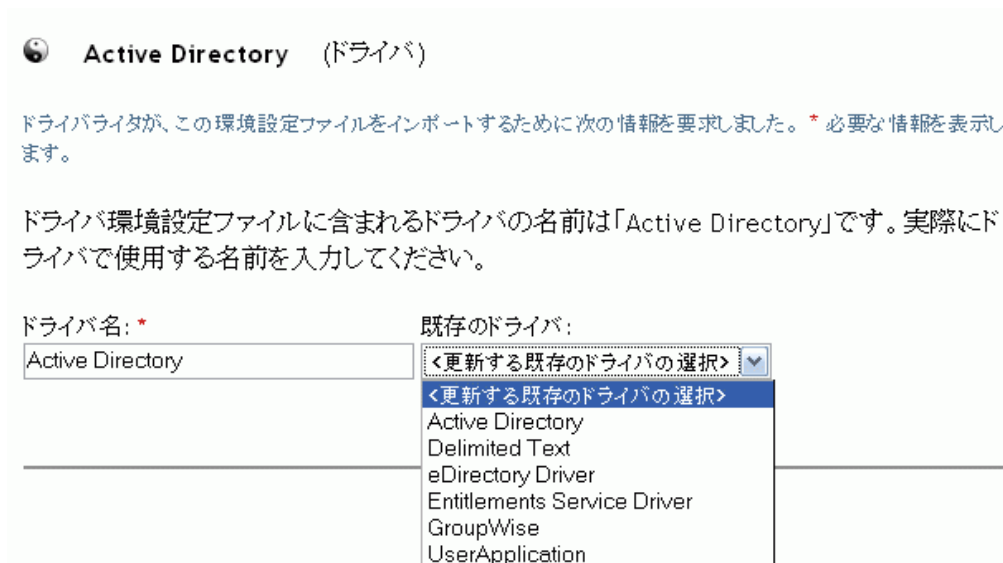 Active Directory (ドライバ)
ドライバライタが、この環境設定ファイルをインポートするために次の情報を要求しました。 * 必要な情報を表示し
ます。
ドライバ環境設定ファイルに含まれるドライバの名前は「Active Directory」です。実際にド
ライバで使用する名前を入力してください。
ドライバ名: * 既存のドライバ:
Active Directory <更新する既存のドライバの選択>
<更新する既存のドライバの選択>
Active Directory
Delimited Text
eDirectory Driver
Entitlements Service Driver
GroupWise
UserApplication